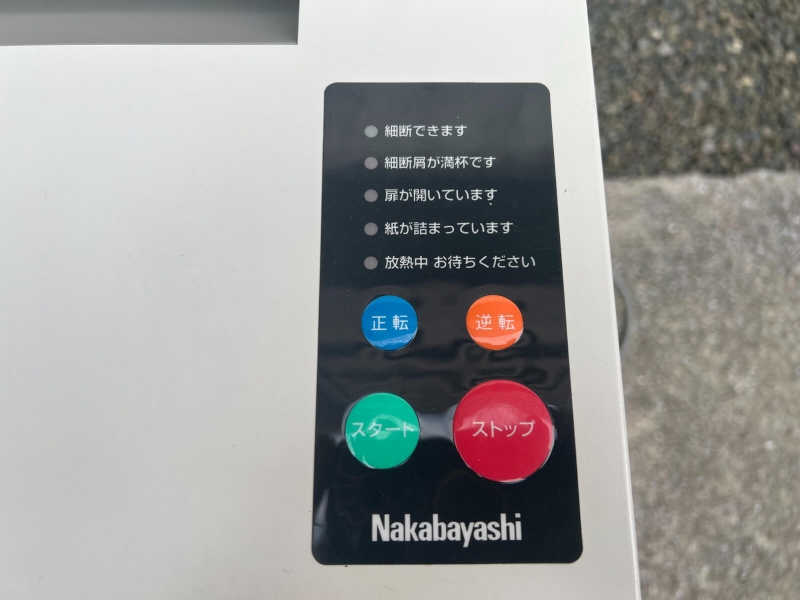 細断できます
細断屑が満杯です
扉が開いています
紙が詰まっています
放熱中 お待ちください
正転 逆転
スタート ストップ
Nakabayashi